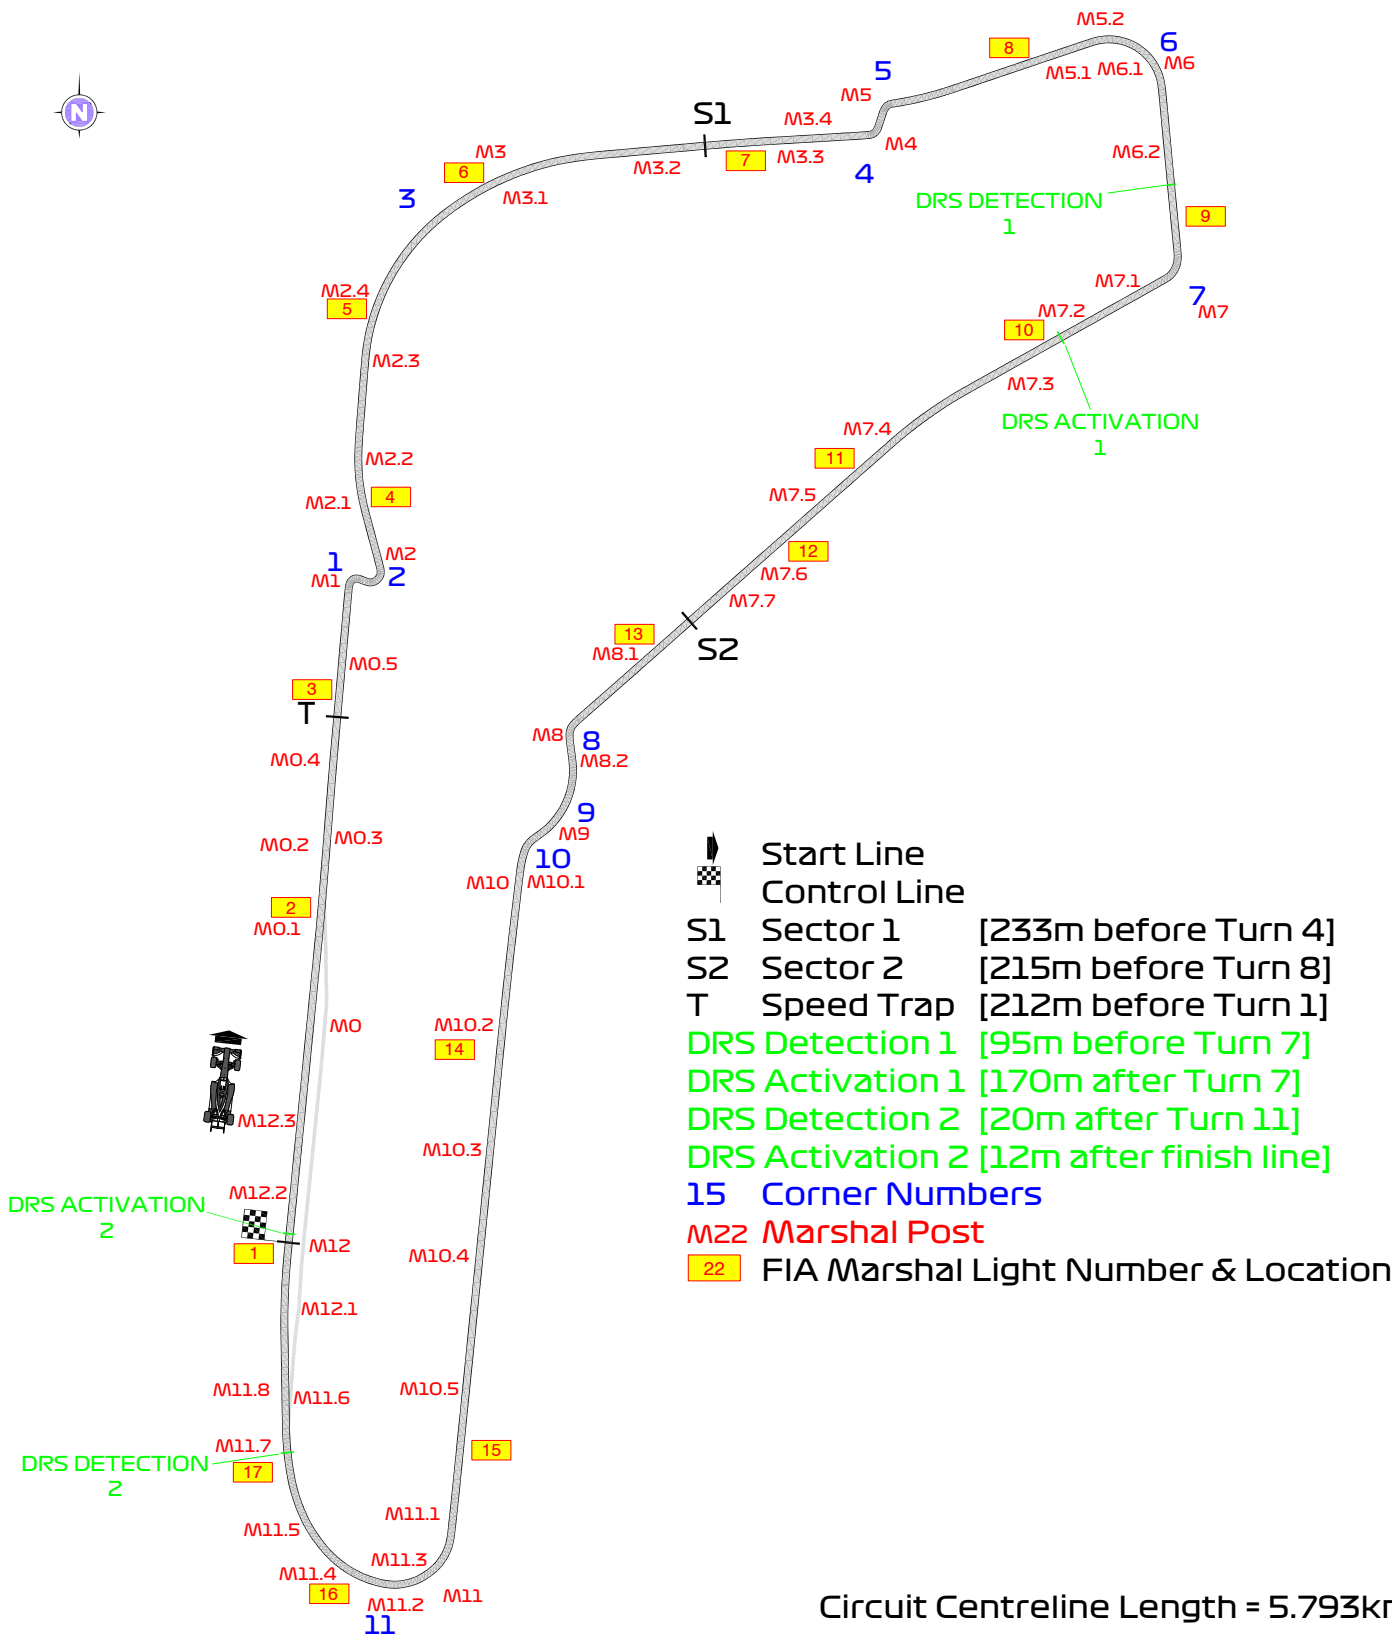 M5.2
6
8
M5.1
M6.1
M6
5
M5
N
S1
M3.4
M4
7
M3.3
4
M3
M3.2
6
M3.1
3
M6.2
DRS DETECTION
1
9
M7.1
7
M7
M7.2
10
M2.4
5
M2.3
M7.3
DRS ACTIVATION
1
M7.4
11
M2.2
M7.5
4
M2.1
12
M2
1
2
M1
M7.6
M7.7
13
S2
M8.1
M0.5
3
T
M8
8
M0.4
M8.2
9
M9
M0.2
M0.3
10
M10
M10.1
2
M0.1
Start Line
Control Line
S1 Sector 1 [233m before Turn 4]
S2 Sector 2 [215m before Turn 8]
T Speed Trap [212m before Turn 1]
DRS Detection 1 [95m before Turn 7]
DRS Activation 1 [170m after Turn 7]
DRS Detection 2 [20m after Turn 11]
DRS Activation 2 [12m after finish line]
15 Corner Numbers
M22 Marshal Post
22 FIA Marshal Light Number & Location
M0
M10.2
14
M12.3
M10.3
M12.2
DRS ACTIVATION
2
1
M12
M10.4
M12.1
M11.8
M11.6
M10.5
M11.7
DRS DETECTION
2
17
15
M11.1
M11.5
M11.3
M11.4
16
M11.2
M11
11
Circuit Centreline Length = 5.793k